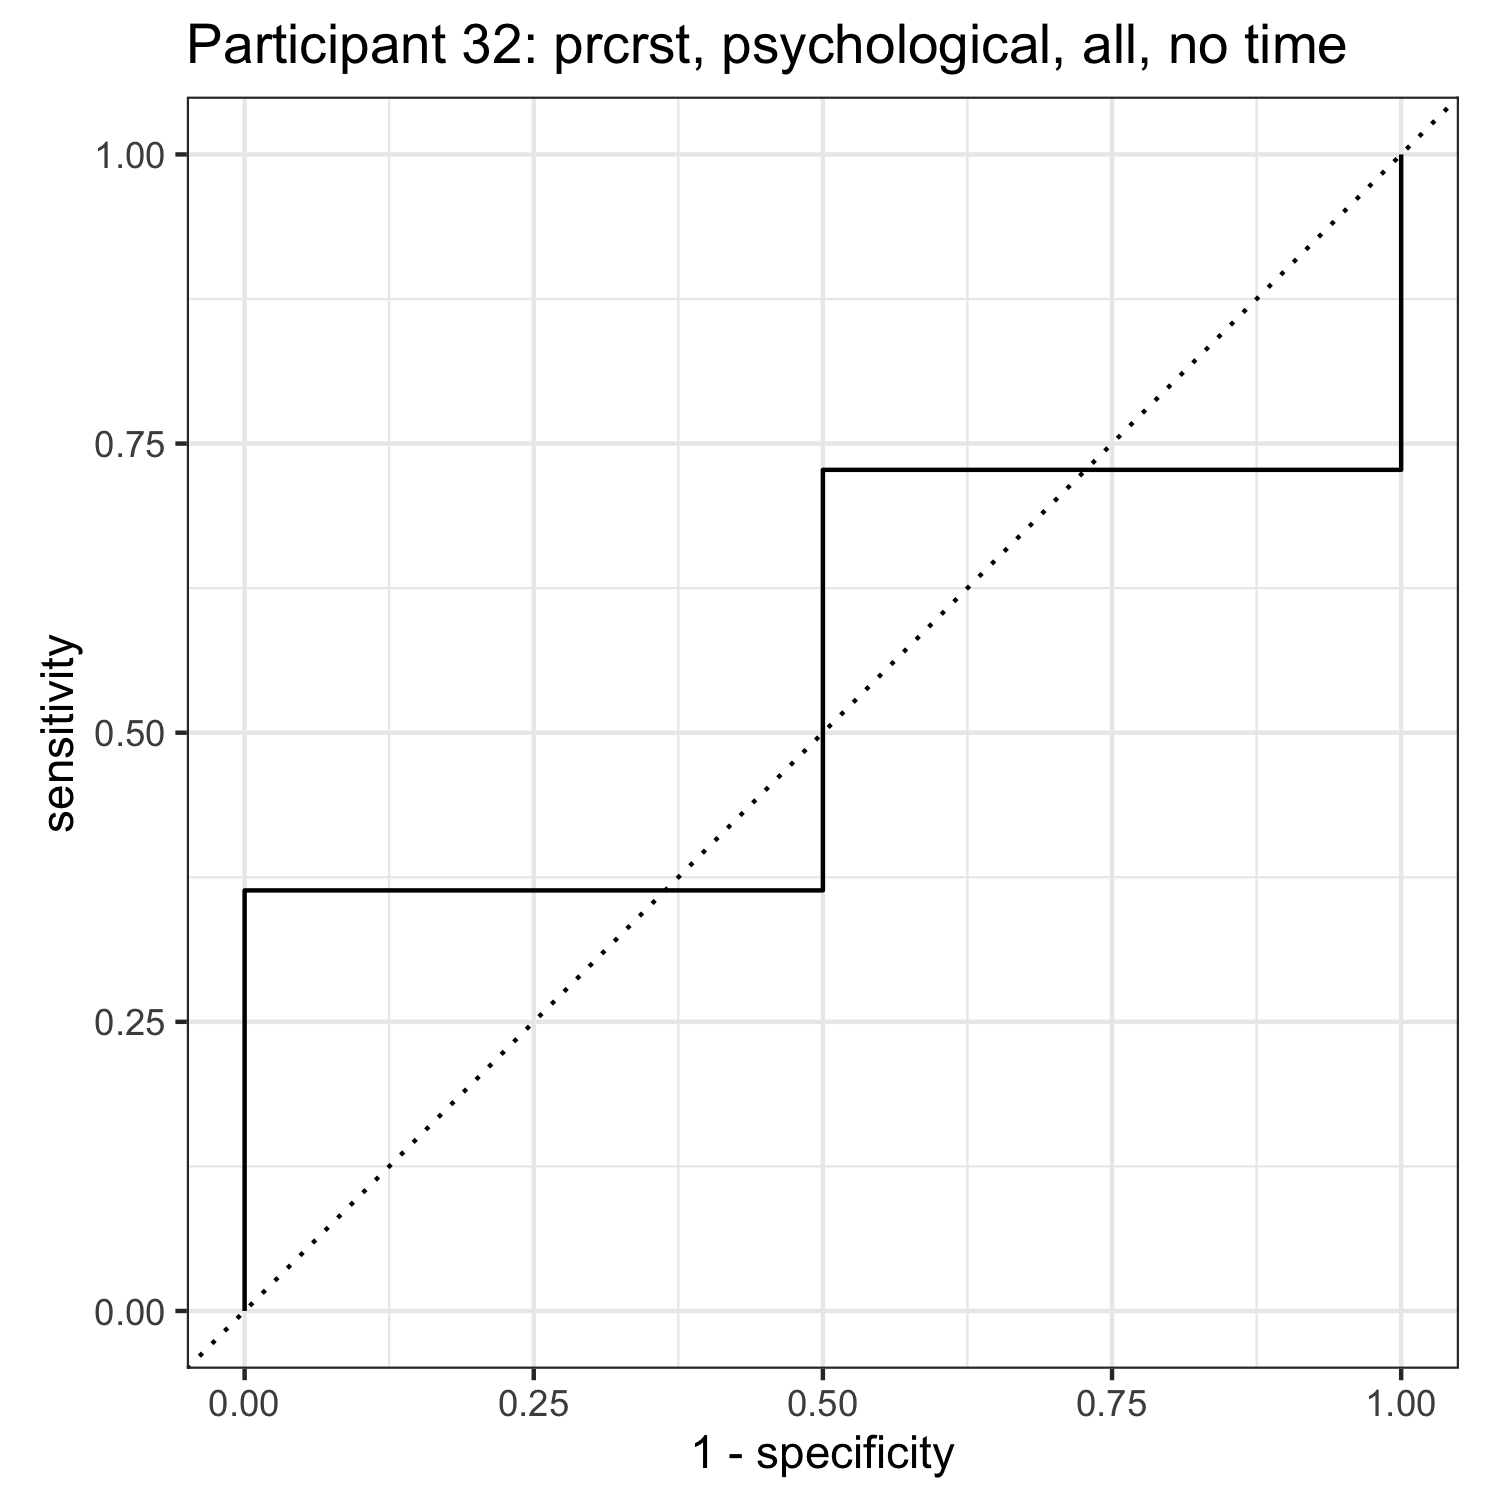 Participant 32: prcrst, psychological, all, no time
1.00
0.75
0.50
0.25
0.00
sensitivity
0.00 0.25 0.50 0.75 1.00
1 - specificity